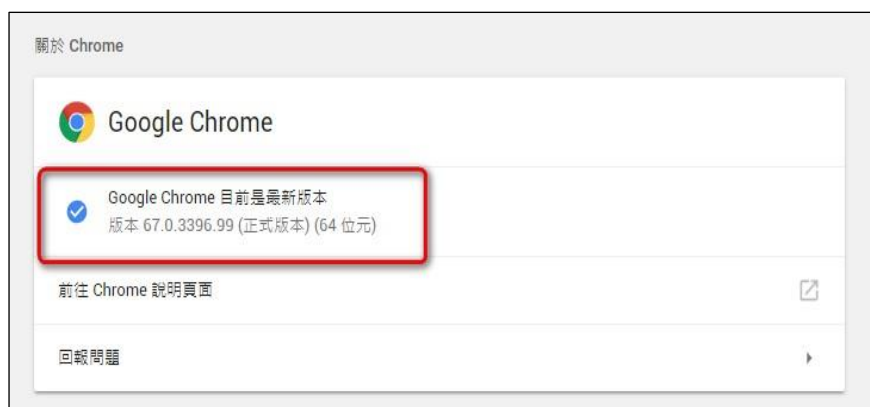 關於 Chrome
Google Chrome
Google Chrome 目前是最新版本
版本 67.0.3396.99 (正式版本) (64 位元)
前往 Chrome 說明頁面
回報問題